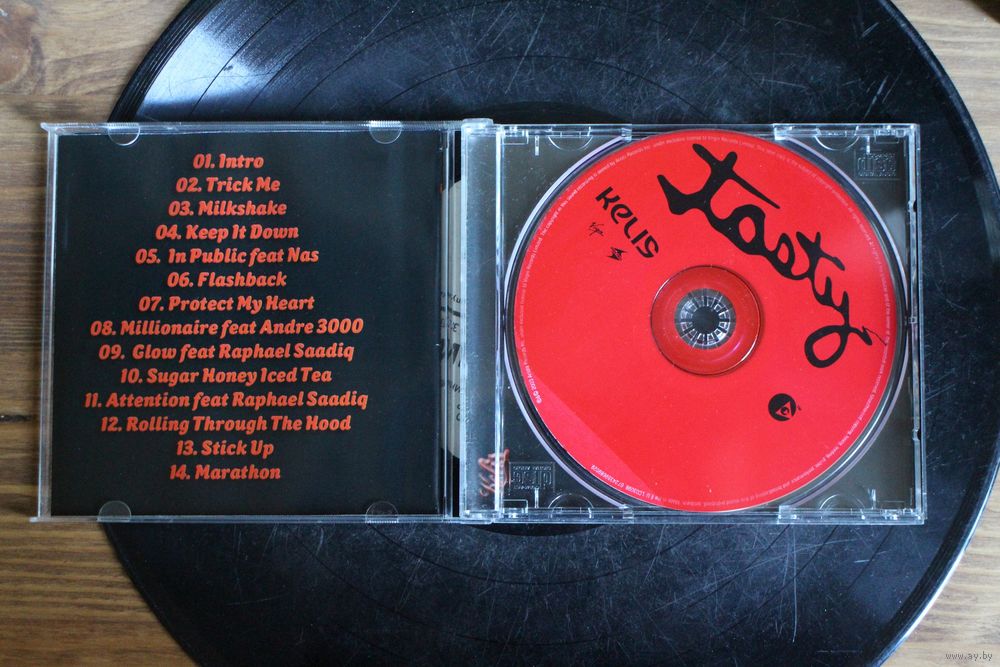 01. Intro
02. Trick Me
03. Milkshake
04. Keep It Down
05. In Public feat Nas
06. Flashback
07. Protect My Heart
08. Millionaire feat Andre 3000
09. Glow feat Raphael Saadiq
10. Sugar Honey Iced Tea
11. Attention feat Raphael Saadiq
12. Rolling Through The Hood
13. Stick Up
14. Marathon
tasty
KELIS
Virgin
www.ay.by